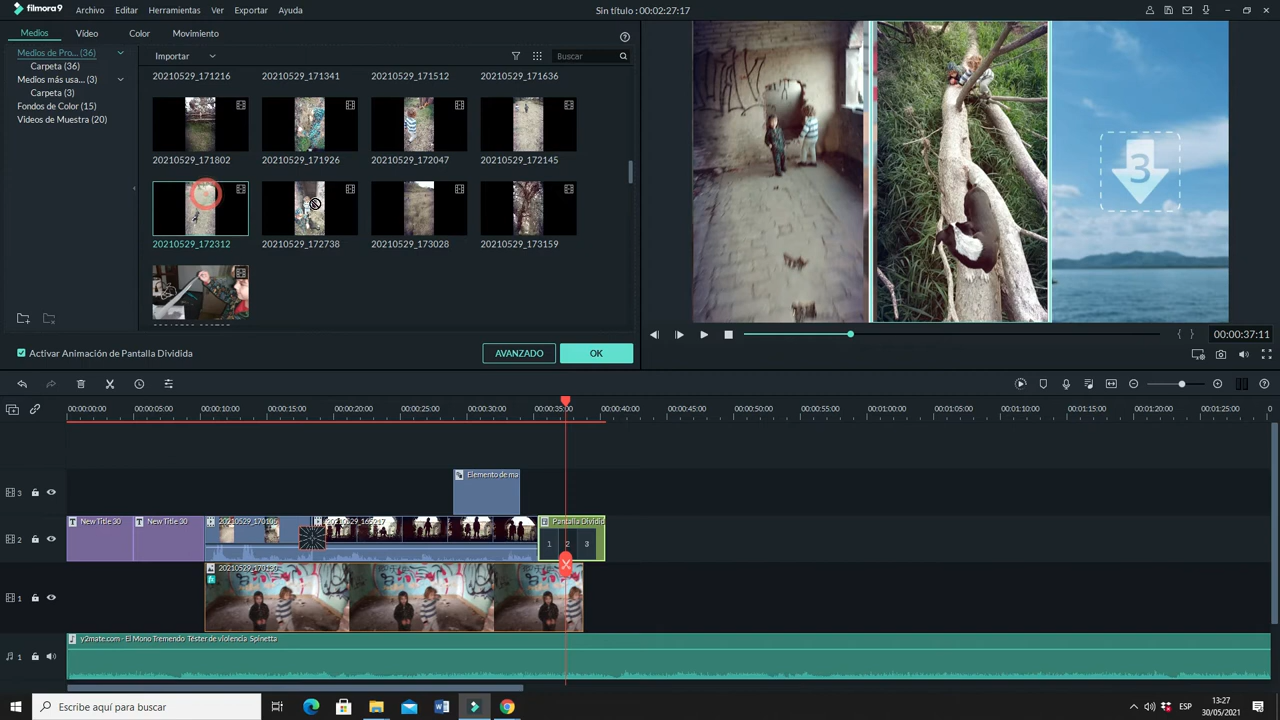 filmora9 Archivo Editar Herramientas Ver Exportar Ayuda Sin título : 00:02:27:17
Medios Video Color Movimiento
Medios de Pro... (36)
Carpeta (36)
Medios más usa... (3)
Carpeta (3)
Fondos de Color (15)
Videos de Muestra (20)
Importar Buscar
20210529_171216 20210529_171341 20210529_171512 20210529_171636
20210529_171802 20210529_171926 20210529_172047 20210529_172145
20210529_172312 20210529_172738 20210529_173028 20210529_173159
3
00:00:37:11
Activar Animación de Pantalla Dividida AVANZADO OK
00:00:00:00 00:00:05:00 00:00:10:00 00:00:15:00 00:00:20:00 00:00:25:00 00:00:30:00 00:00:35:00 00:00:40:00 00:00:45:00 00:00:50:00 00:00:55:00 00:01:00:00 00:01:05:00 00:01:10:00 00:01:15:00 00:01:20:00 00:01:25:00 0
3 Elemento de ma
2 New Title 30 New Title 30 Pantalla Dividid
1 2 3
1 20210529_170130
1 y2mate.com - El Mono Tremendo Téster de violencia Spinetta
Escribe aquí para buscar ESP 13:27
30/05/2021